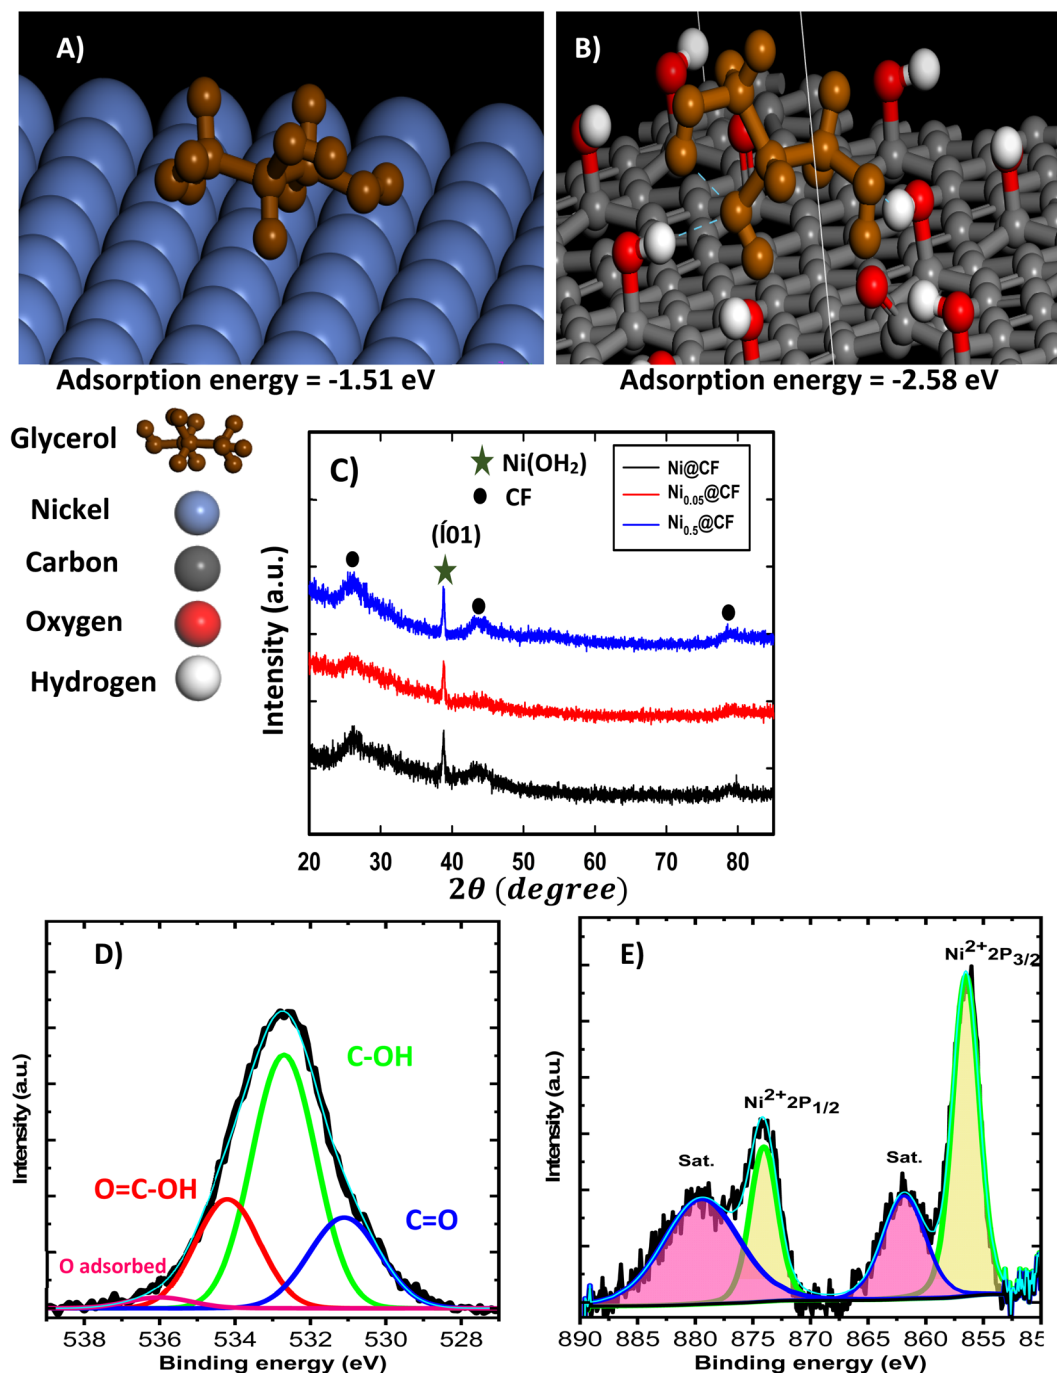 A)
B)
Adsorption energy = -1.51 eV
Adsorption energy = -2.58 eV
Glycerol
Nickel
Carbon
Oxygen
Hydrogen
C)
Ni(OH₂)
CF
(Í01)
Ni@CF
Ni₀.₀₅@CF
Ni₀.₅@CF
Intensity (a.u.)
20 30 40 50 60 70 80
2θ (degree)
D)
C-OH
O=C-OH
C=O
O adsorbed
Intensity (a.u.)
538 536 534 532 530 528
Binding energy (eV)
E)
Ni²⁺2P₃/₂
Ni²⁺2P₁/₂
Sat.
Sat.
Intensity (a.u.)
890 885 880 874 870 865 860 855 85
Binding energy (eV)